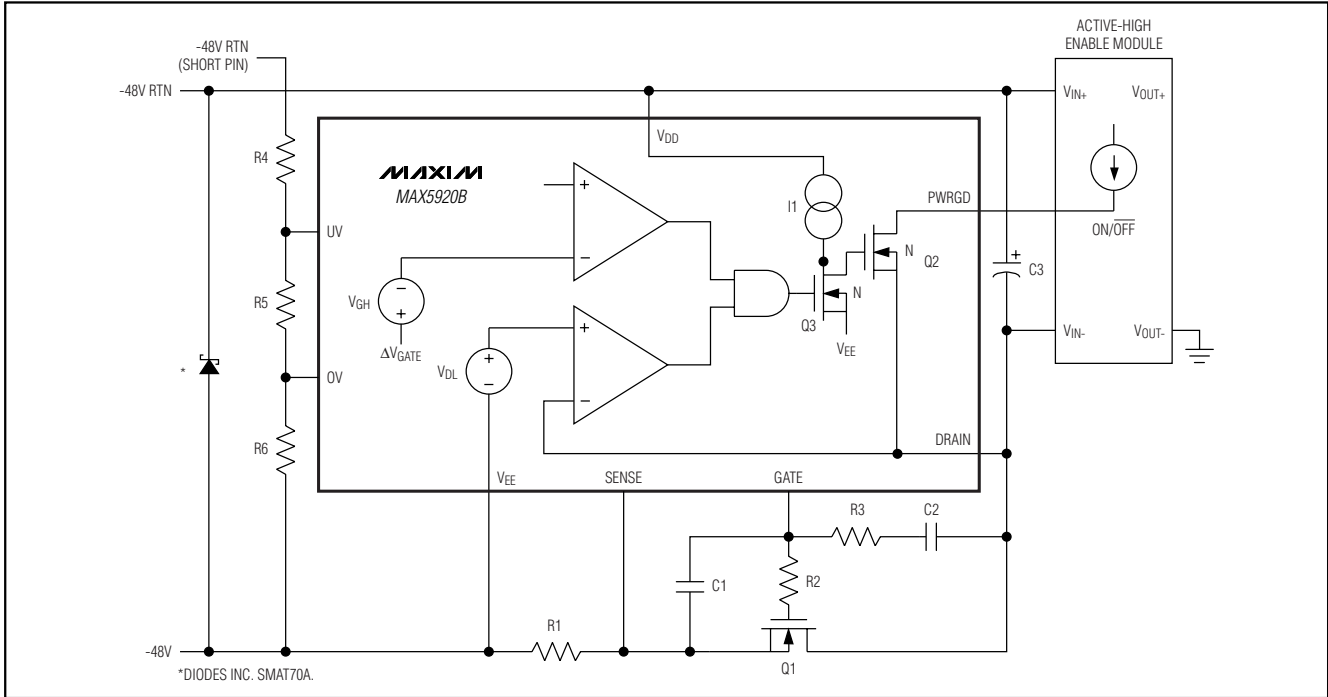 ACTIVE-HIGH
ENABLE MODULE
-48V RTN
(SHORT PIN)
-48V RTN
VIN+
VOUT+
VDD
R4
MAXIM
MAX5920B
+
−
I1
PWRGD
ON/OFF
UV
N
Q2
+
C3
R5
VGH
−
+
ΔVGATE
N
Q3
VEE
VIN-
VOUT-
*
OV
VDL
+
−
+
−
R6
DRAIN
VEE
SENSE
GATE
R3
C2
C1
R2
R1
-48V
Q1
*DIODES INC. SMAT70A.